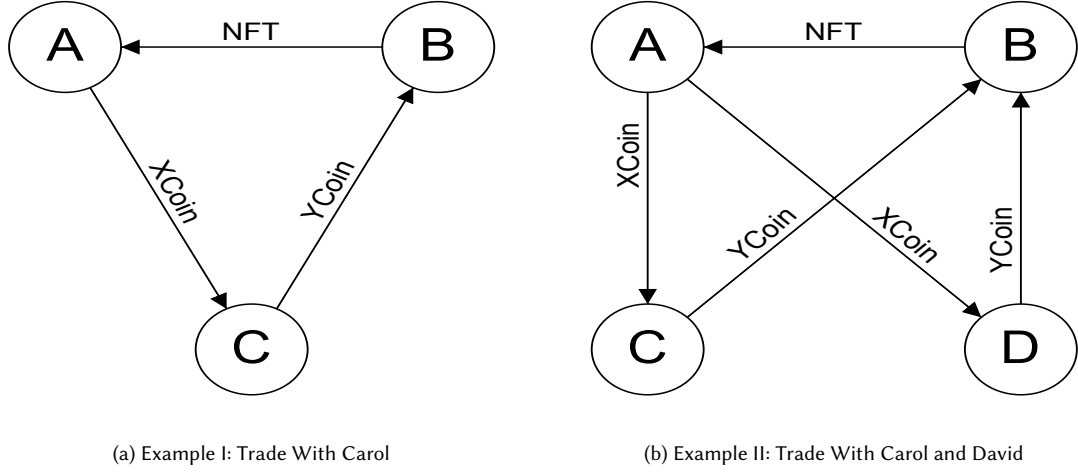 A
NFT
B
XCoin
YCoin
C
(a) Example I: Trade With Carol
A
NFT
B
XCoin
YCoin
XCoin
YCoin
C
D
(b) Example II: Trade With Carol and David